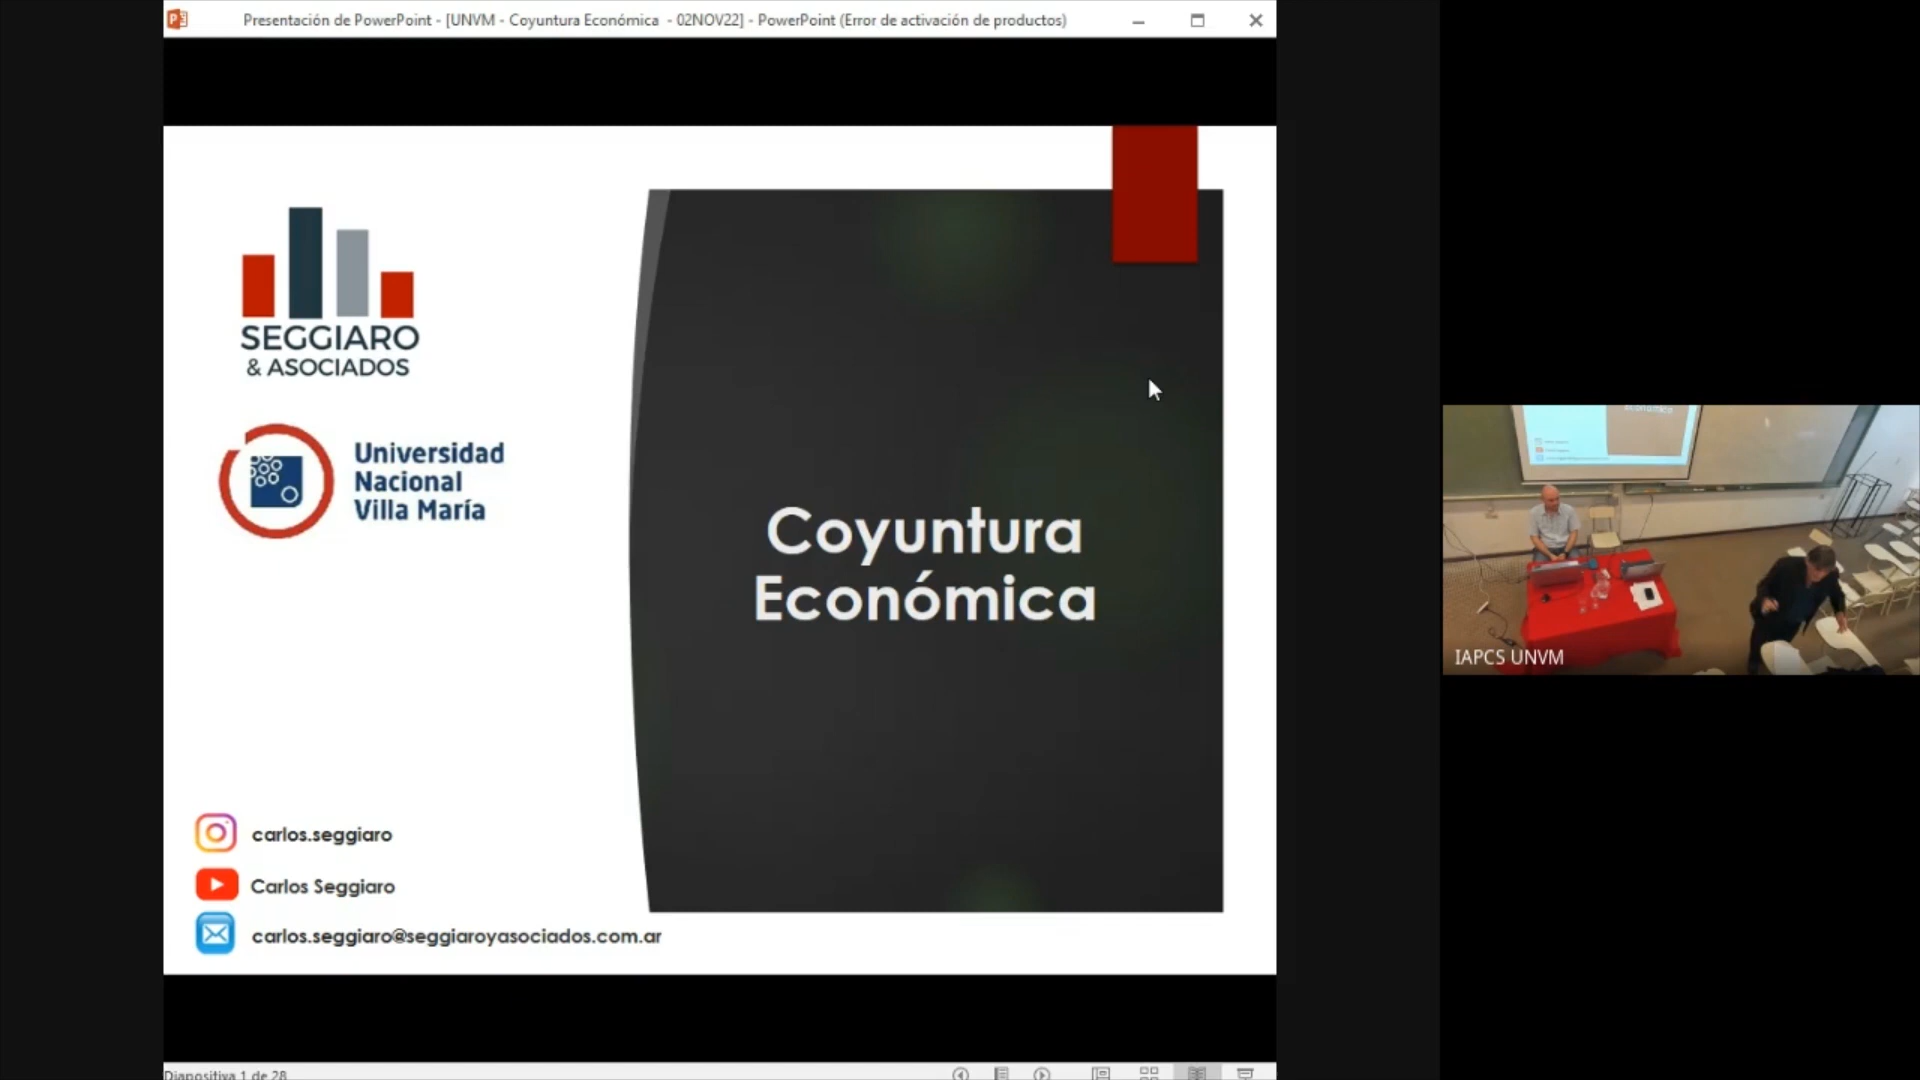 Presentación de PowerPoint - [UNVM - Coyuntura Económica - 02NOV22] - PowerPoint (Error de activación de productos)
SEGGIARO
& ASOCIADOS
Universidad
Nacional
Villa María
Coyuntura
Económica
carlos.seggiaro
Carlos Seggiaro
carlos.seggiaro@seggiaroyasociados.com.ar
Diapositiva 1 de 28
Económica
IAPCS UNVM